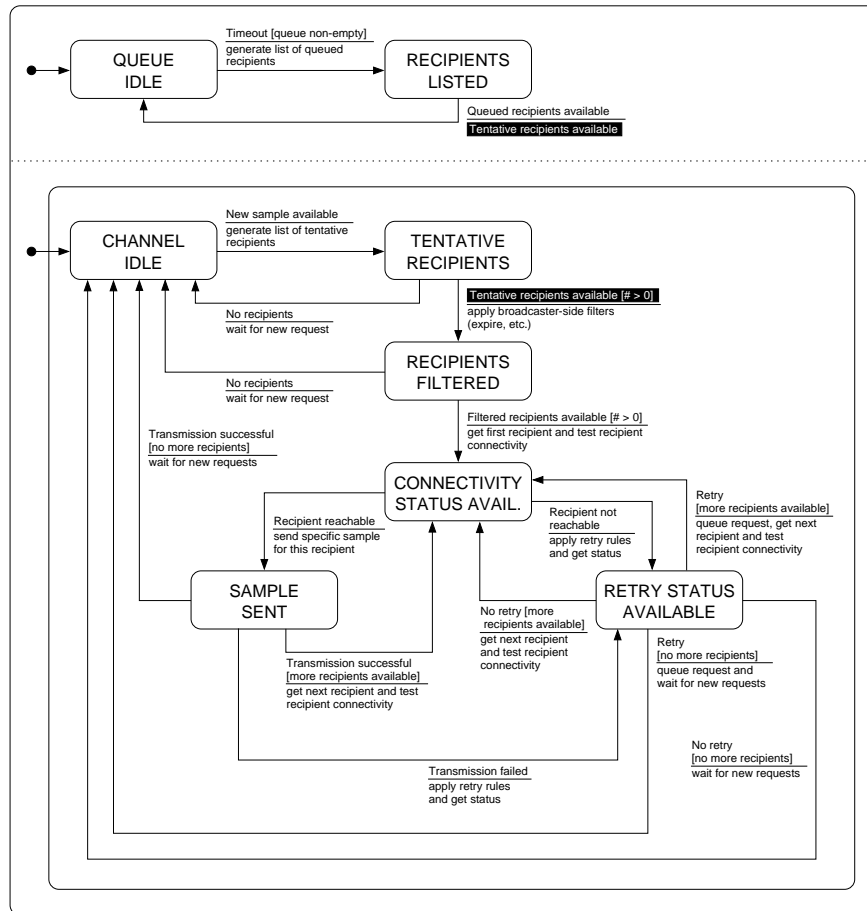 Timeout [queue non-empty]
generate list of queued
recipients
QUEUE
IDLE
RECIPIENTS
LISTED
Queued recipients available
Tentative recipients available
New sample available
generate list of tentative
recipients
CHANNEL
IDLE
TENTATIVE
RECIPIENTS
No recipients
wait for new request
Tentative recipients available [# > 0]
apply broadcaster-side filters
(expire, etc.)
RECIPIENTS
FILTERED
No recipients
wait for new request
Filtered recipients available [# > 0]
get first recipient and test recipient
connectivity
Transmission successful
[no more recipients]
wait for new requests
CONNECTIVITY
STATUS AVAIL.
Recipient reachable
send specific sample
for this recipient
Recipient not
reachable
apply retry rules
and get status
Retry
[more recipients available]
queue request, get next
recipient and test
recipient connectivity
SAMPLE
SENT
RETRY STATUS
AVAILABLE
No retry [more
recipients available]
get next recipient
and test recipient
connectivity
Transmission successful
[more recipients available]
get next recipient and test
recipient connectivity
Retry
[no more recipients]
queue request and
wait for new requests
Transmission failed
apply retry rules
and get status
No retry
[no more recipients]
wait for new requests